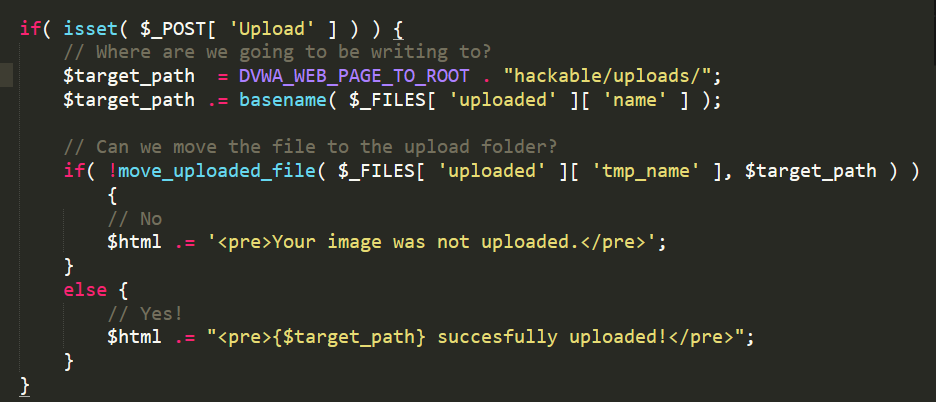 if( isset( $_POST[ 'Upload' ] ) ) {
    // Where are we going to be writing to?
    $target_path  = DVWA_WEB_PAGE_TO_ROOT . "hackable/uploads/";
    $target_path .= basename( $_FILES[ 'uploaded' ][ 'name' ] );

    // Can we move the file to the upload folder?
    if( !move_uploaded_file( $_FILES[ 'uploaded' ][ 'tmp_name' ], $target_path ) )
        {
        // No
        $html .= '<pre>Your image was not uploaded.</pre>';
    }
    else {
        // Yes!
        $html .= "<pre>{$target_path} succesfully uploaded!</pre>";
    }
}